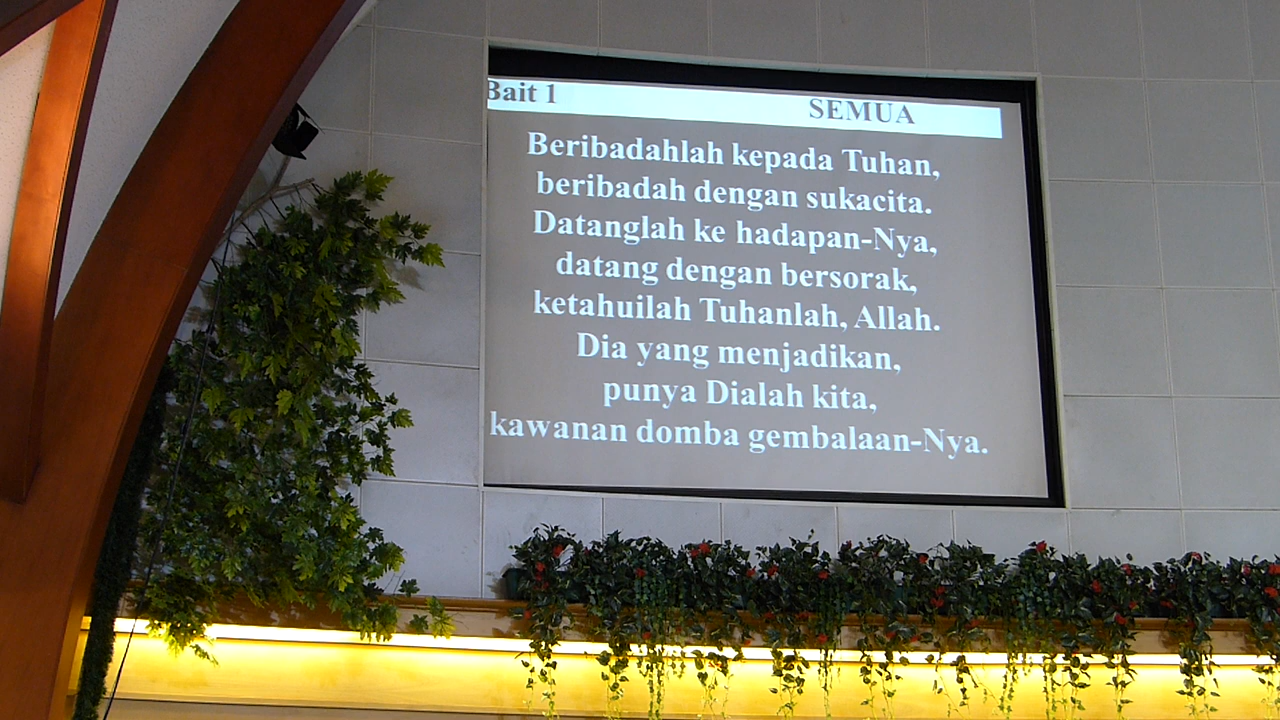 Bait 1 SEMUA
Beribadahlah kepada Tuhan,
beribadah dengan sukacita.
Datanglah ke hadapan-Nya,
datang dengan bersorak,
ketahuilah Tuhanlah, Allah.
Dia yang menjadikan,
punya Dialah kita,
kawanan domba gembalaan-Nya.